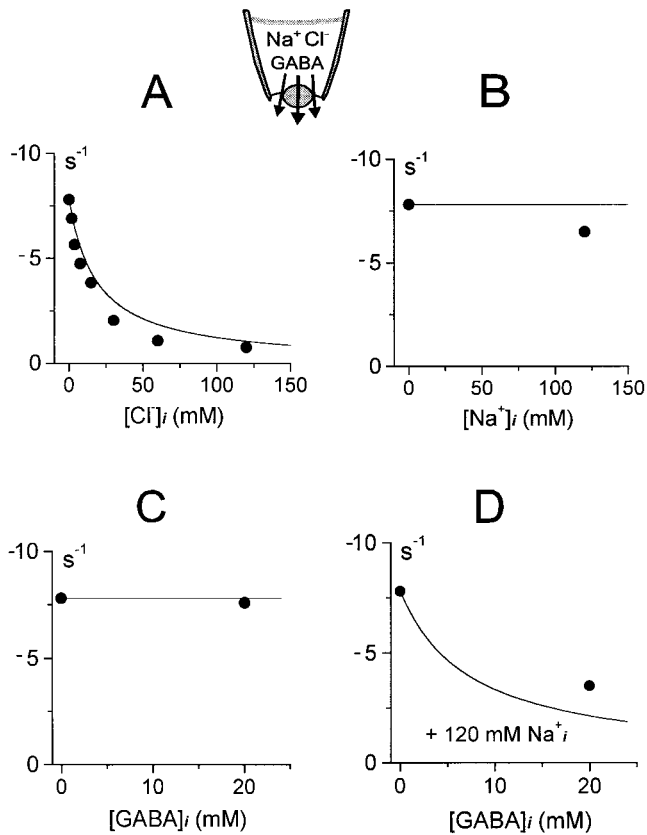 Na⁺ Cl⁻
GABA
A
B
-10
s⁻¹
-5
0
0 50 100 150
[Cl⁻]i (mM)
-10
s⁻¹
-5
0
0 50 100 150
[Na⁺]i (mM)
C
D
-10
s⁻¹
-5
0
0 10 20
[GABA]i (mM)
-10
s⁻¹
-5
0
+ 120 mM Na⁺i
0 10 20
[GABA]i (mM)